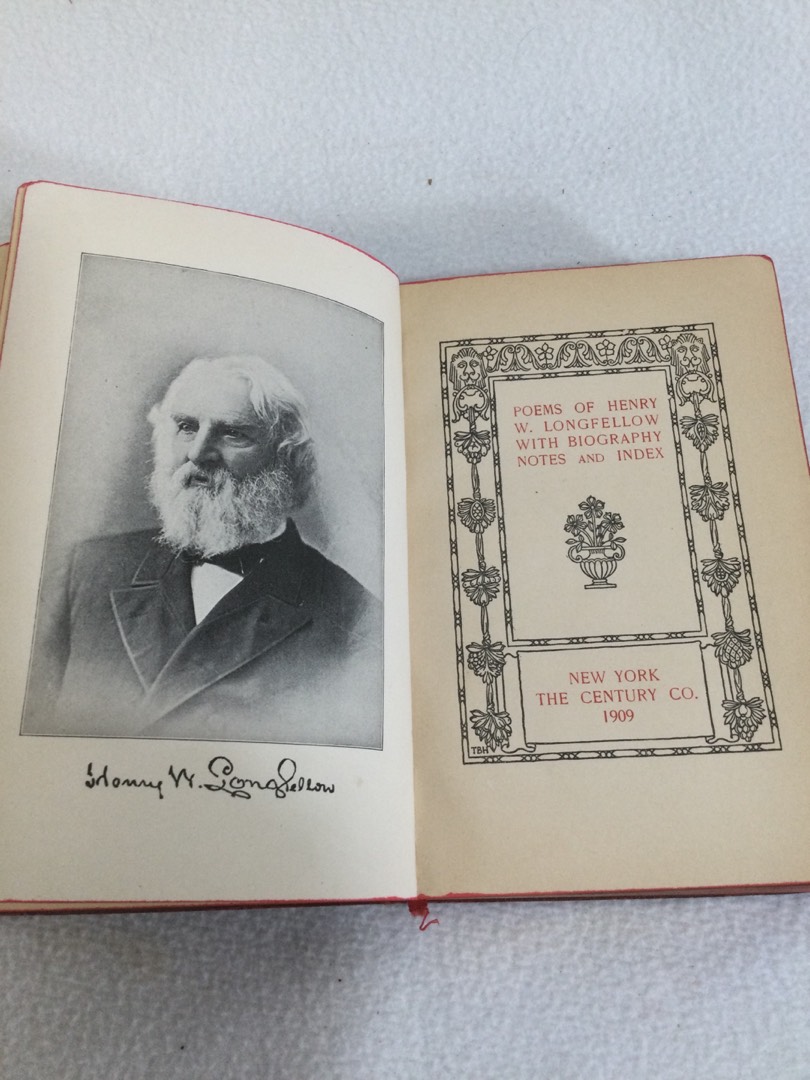 Henry W. Longfellow
POEMS OF HENRY
W. LONGFELLOW
WITH BIOGRAPHY
NOTES AND INDEX
NEW YORK
THE CENTURY CO.
1909
TBH